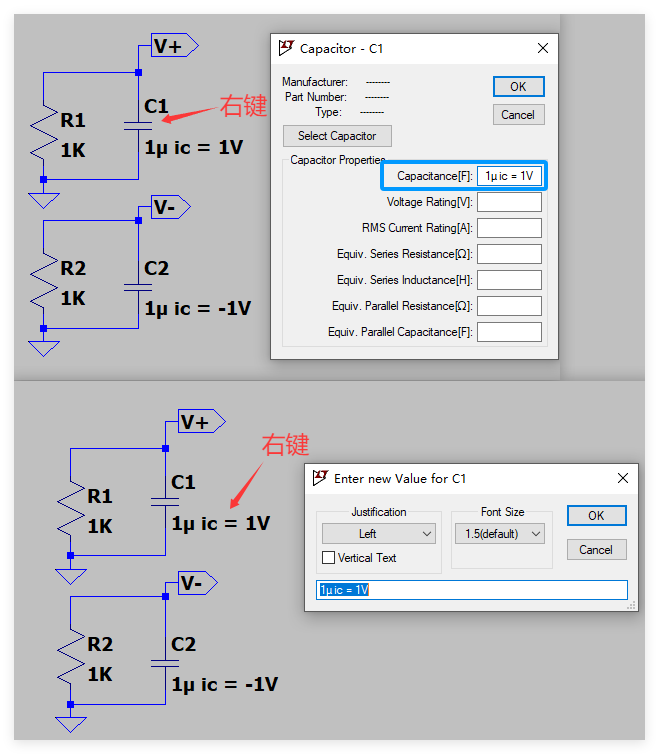 V+
C1
右键
R1
1K
1µ ic = 1V
V-
C2
R2
1K
1µ ic = -1V
Capacitor - C1
Manufacturer: --------
Part Number: --------
Type: --------
OK
Cancel
Select Capacitor
Capacitor Properties
Capacitance[F]: 1µ ic = 1V
Voltage Rating[V]:
RMS Current Rating[A]:
Equiv. Series Resistance[Ω]:
Equiv. Series Inductance[H]:
Equiv. Parallel Resistance[Ω]:
Equiv. Parallel Capacitance[F]:
V+
右键
C1
R1
1K
1µ ic = 1V
V-
C2
R2
1K
1µ ic = -1V
Enter new Value for C1
Justification
Left
Vertical Text
Font Size
1.5(default)
OK
Cancel
1µ ic = 1V